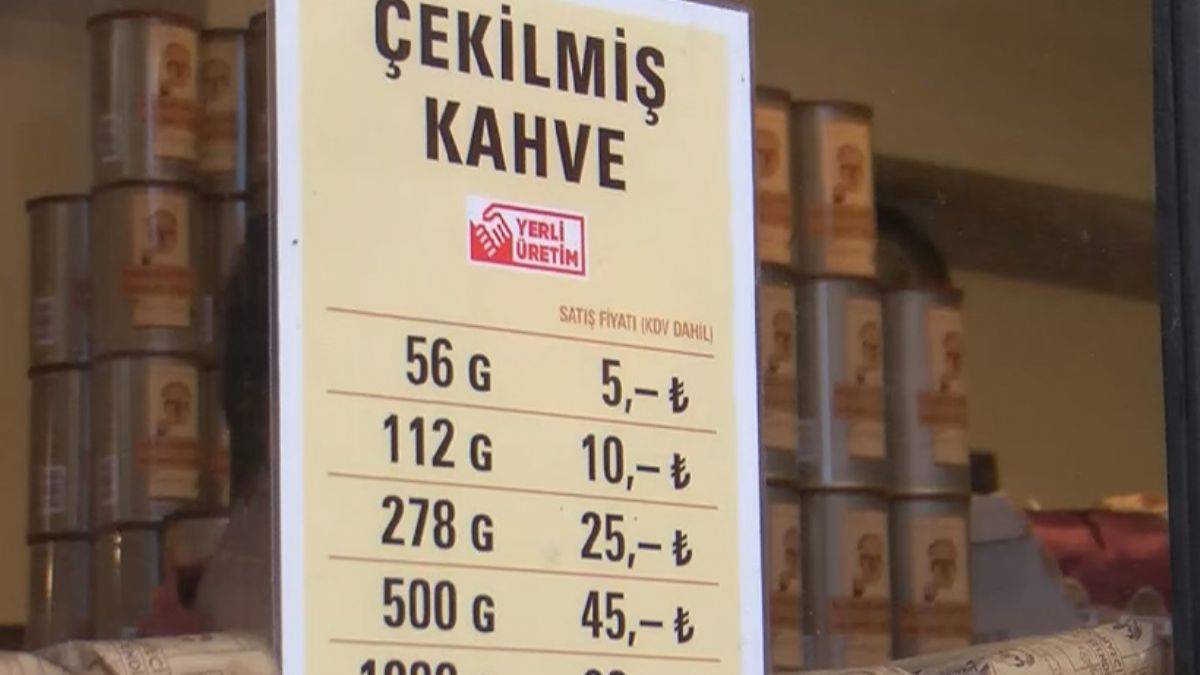 ÇEKİLMİŞ
KAHVE
YERLİ
ÜRETİM
SATIŞ FİYATI (KDV DAHİL)
56 G 5,– ₺
112 G 10,– ₺
278 G 25,– ₺
500 G 45,– ₺